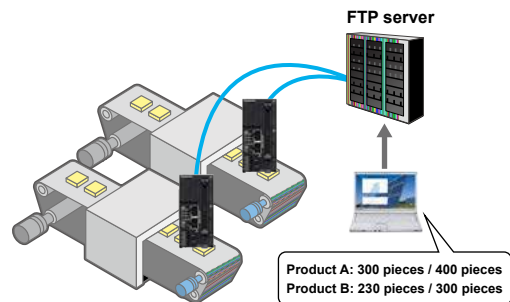 FTP server
Product A: 300 pieces / 400 pieces
Product B: 230 pieces / 300 pieces